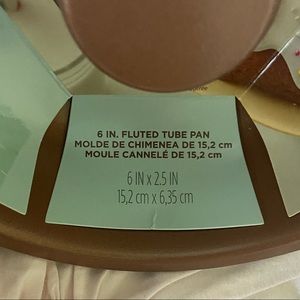 6 IN. FLUTED TUBE PAN
MOLDE DE CHIMENEA DE 15,2 cm
MOULE CANNELÉ DE 15,2 cm
6 IN x 2.5 IN
15,2 cm x 6,35 cm